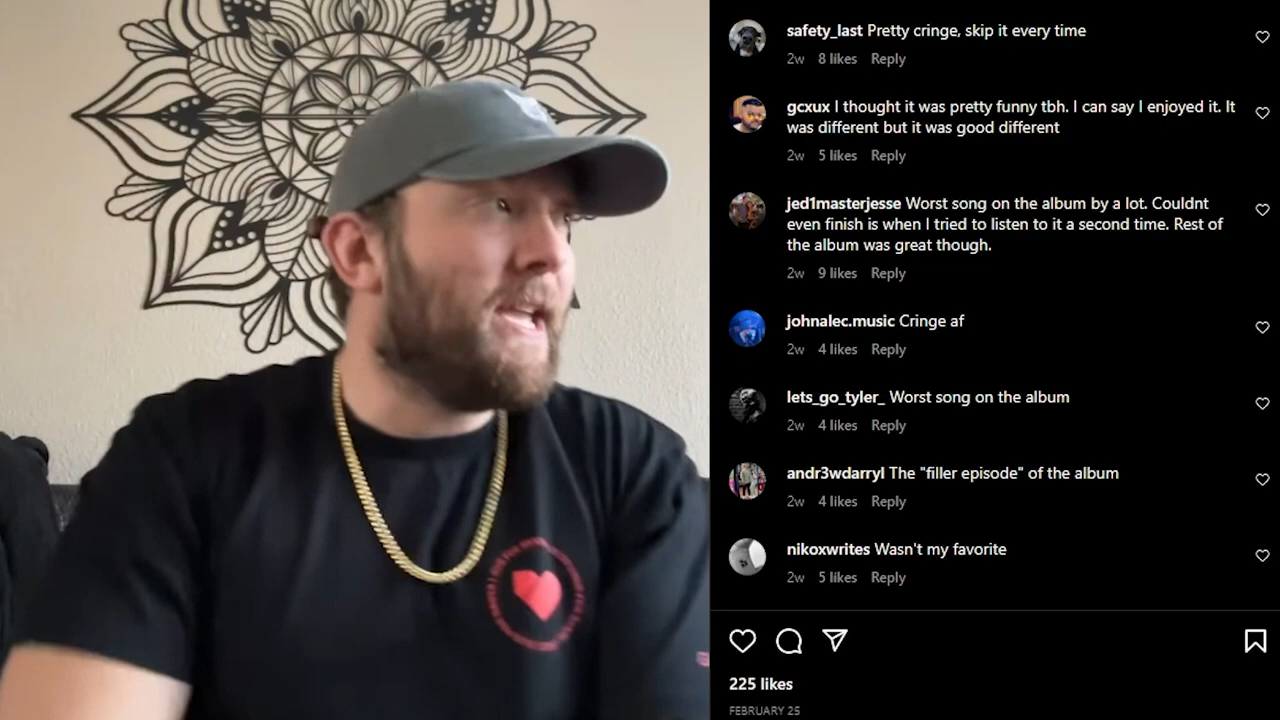 safety_last Pretty cringe, skip it every time
2w 8 likes Reply
gcxux I thought it was pretty funny tbh. I can say I enjoyed it. It
was different but it was good different
2w 5 likes Reply
jed1masterjesse Worst song on the album by a lot. Couldnt
even finish is when I tried to listen to it a second time. Rest of
the album was great though.
2w 9 likes Reply
johnalec.music Cringe af
2w 4 likes Reply
lets_go_tyler_ Worst song on the album
2w 4 likes Reply
andr3wdarryl The "filler episode" of the album
2w 4 likes Reply
nikoxwrites Wasn't my favorite
2w 5 likes Reply
225 likes
FEBRUARY 25